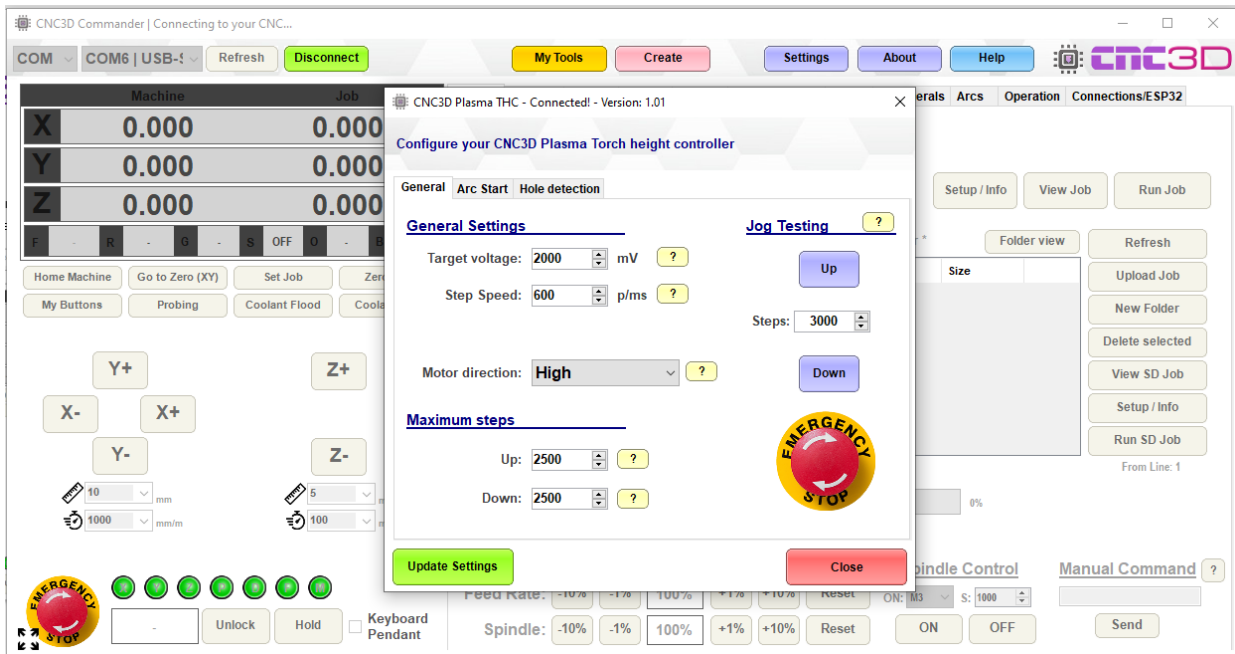 CNC3D Commander | Connecting to your CNC...
COM COM6 | USB-S Refresh Disconnect My Tools Create Settings About Help CNC3D
Machine Job
X 0.000 0.000
Y 0.000 0.000
Z 0.000 0.000
F - R - G - S OFF O - B
Home Machine Go to Zero (XY) Set Job Zer
My Buttons Probing Coolant Flood Coola
Y+ Z+
X- X+
Y- Z-
10 mm 5
1000 mm/m 100
EMERGENCY STOP
- Unlock Hold Keyboard Pendant
CNC3D Plasma THC - Connected! - Version: 1.01
Configure your CNC3D Plasma Torch height controller
General Arc Start Hole detection
General Settings Jog Testing ?
Target voltage: 2000 mV ? Up
Step Speed: 600 p/ms ?
Steps: 3000
Motor direction: High ? Down
Maximum steps
Up: 2500 ?
Down: 2500 ?
EMERGENCY STOP
Update Settings Close
erals Arcs Operation Connections/ESP32
Setup / Info View Job Run Job
- * Folder view Refresh
Size Upload Job
New Folder
Delete selected
View SD Job
Setup / Info
Run SD Job
From Line: 1
0%
Feed Rate: -10% -1% 100% +1% +10% Reset
Spindle: -10% -1% 100% +1% +10% Reset
pindle Control
ON: M3 S: 1000
ON OFF
Manual Command ?
Send